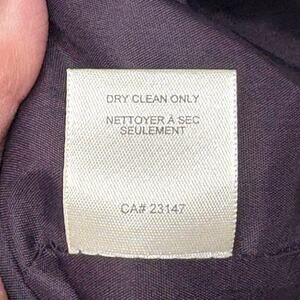 DRY CLEAN ONLY
NETTOYER À SEC
SEULEMENT
CA# 23147